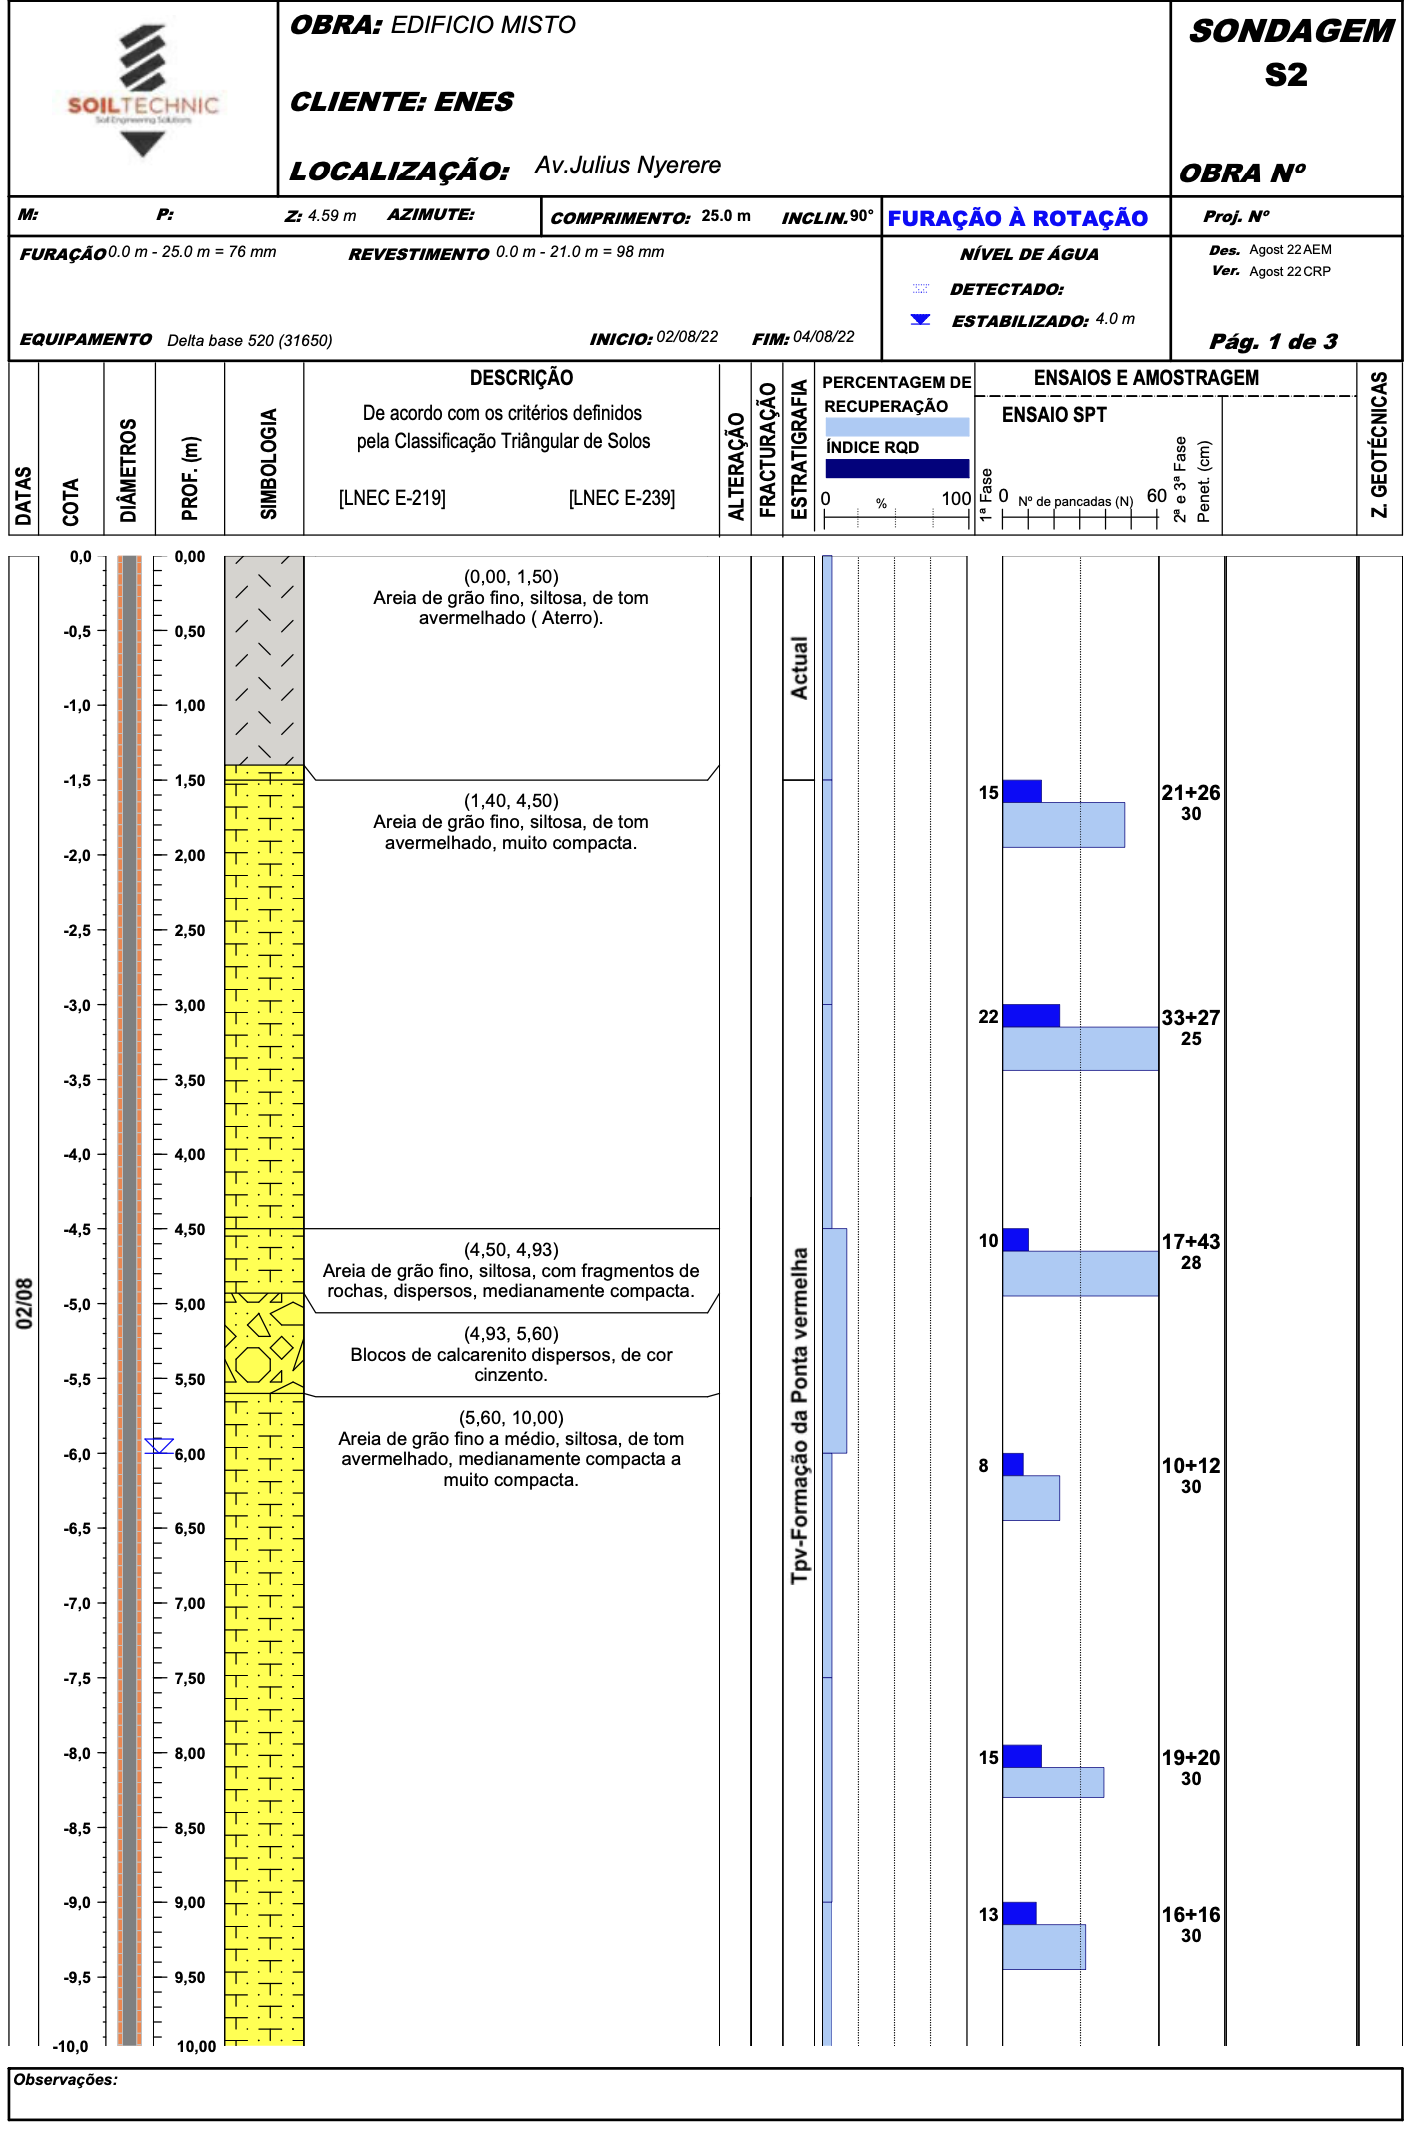 SOILTECHNIC
Soil Engineering Solutions
OBRA: EDIFICIO MISTO
CLIENTE: ENES
LOCALIZAÇÃO: Av.Julius Nyerere
SONDAGEM
S2
OBRA Nº
M: P: Z: 4.59 m AZIMUTE:
COMPRIMENTO: 25.0 m INCLIN. 90°
FURAÇÃO À ROTAÇÃO
Proj. Nº
FURAÇÃO 0.0 m - 25.0 m = 76 mm REVESTIMENTO 0.0 m - 21.0 m = 98 mm
EQUIPAMENTO Delta base 520 (31650) INICIO: 02/08/22 FIM: 04/08/22
NÍVEL DE ÁGUA
DETECTADO:
ESTABILIZADO: 4.0 m
Des. Agost 22 AEM
Ver. Agost 22 CRP
Pág. 1 de 3
DATAS
COTA
DIÂMETROS
PROF. (m)
SIMBOLOGIA
DESCRIÇÃO
De acordo com os critérios definidos
pela Classificação Triângular de Solos
[LNEC E-219] [LNEC E-239]
ALTERAÇÃO
FRACTURAÇÃO
ESTRATIGRAFIA
PERCENTAGEM DE
RECUPERAÇÃO
ÍNDICE RQD
0 % 100
ENSAIOS E AMOSTRAGEM
ENSAIO SPT
1ª Fase
0 Nº de pancadas (N) 60
2ª e 3ª Fase
Penet. (cm)
Z. GEOTÉCNICAS
0,0 0,00
-0,5 0,50
-1,0 1,00
-1,5 1,50
-2,0 2,00
-2,5 2,50
-3,0 3,00
-3,5 3,50
-4,0 4,00
-4,5 4,50
-5,0 5,00
-5,5 5,50
-6,0 6,00
-6,5 6,50
-7,0 7,00
-7,5 7,50
-8,0 8,00
-8,5 8,50
-9,0 9,00
-9,5 9,50
-10,0 10,00
02/08
(0,00, 1,50)
Areia de grão fino, siltosa, de tom
avermelhado ( Aterro).
(1,40, 4,50)
Areia de grão fino, siltosa, de tom
avermelhado, muito compacta.
(4,50, 4,93)
Areia de grão fino, siltosa, com fragmentos de
rochas, dispersos, medianamente compacta.
(4,93, 5,60)
Blocos de calcarenito dispersos, de cor
cinzento.
(5,60, 10,00)
Areia de grão fino a médio, siltosa, de tom
avermelhado, medianamente compacta a
muito compacta.
Actual
Tpv-Formação da Ponta vermelha
15 21+26
30
22 33+27
25
10 17+43
28
8 10+12
30
15 19+20
30
13 16+16
30
Observações: